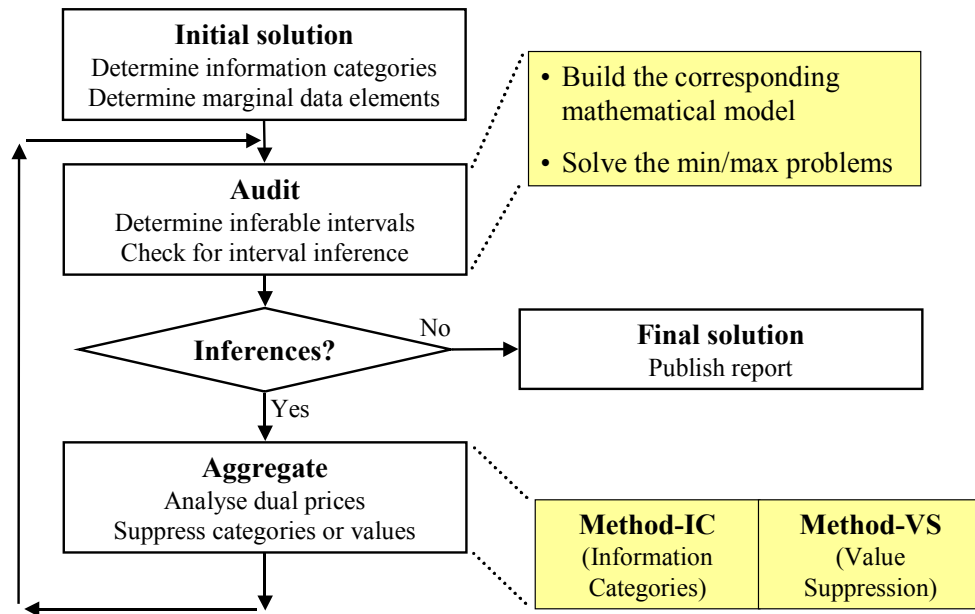 Initial solution
Determine information categories
Determine marginal data elements
• Build the corresponding
mathematical model
• Solve the min/max problems
Audit
Determine inferable intervals
Check for interval inference
Inferences?
No
Final solution
Publish report
Yes
Aggregate
Analyse dual prices
Suppress categories or values
Method-IC
(Information
Categories)
Method-VS
(Value
Suppression)